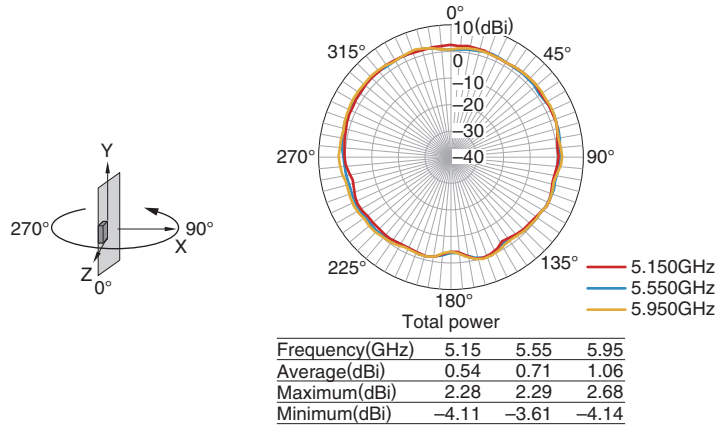 Y
270°
90°
X
Z
0°
0°
10(dBi)
315°
45°
0
–10
–20
–30
–40
270°
90°
225°
135°
180°
5.150GHz
5.550GHz
5.950GHz
Total power
Frequency(GHz) 5.15 5.55 5.95
Average(dBi) 0.54 0.71 1.06
Maximum(dBi) 2.28 2.29 2.68
Minimum(dBi) –4.11 –3.61 –4.14